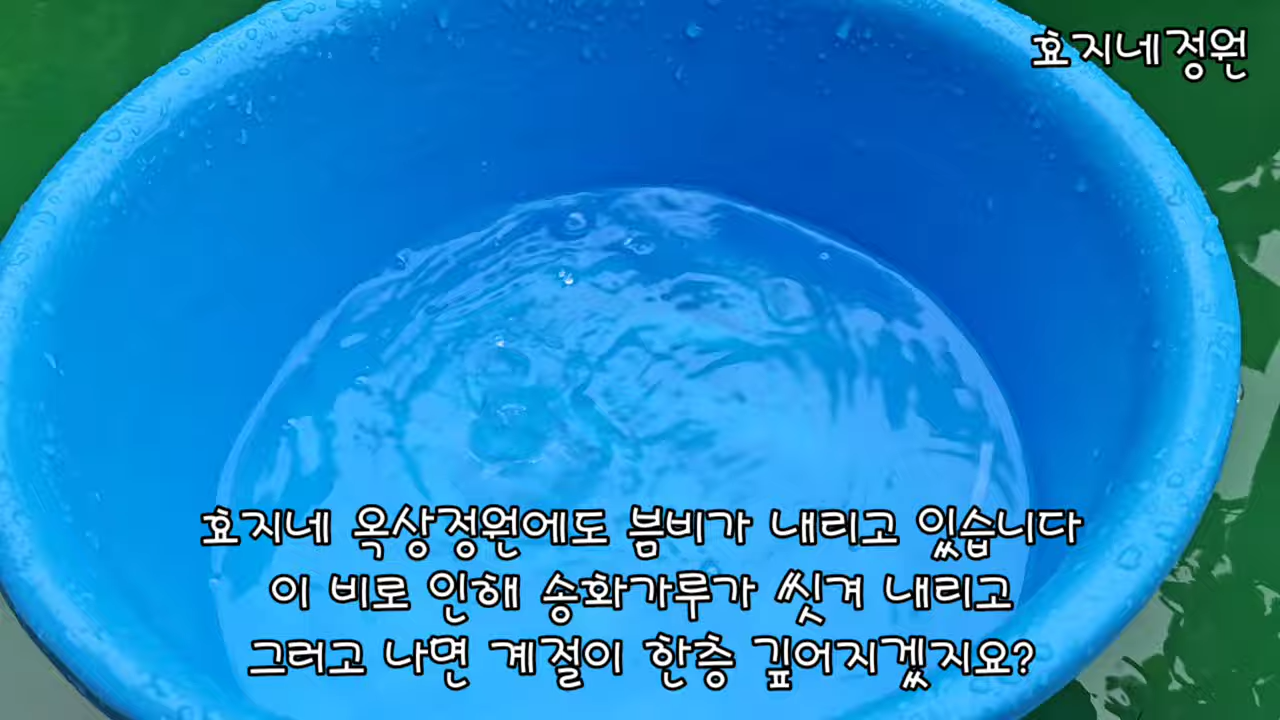 효지네정원
효지네 옥상정원에도 븜비가 내리고 있습니다
이 비로 인해 송화가루가 씻겨 내리고
그러고 나면 계절이 한층 깊어지겠지요?